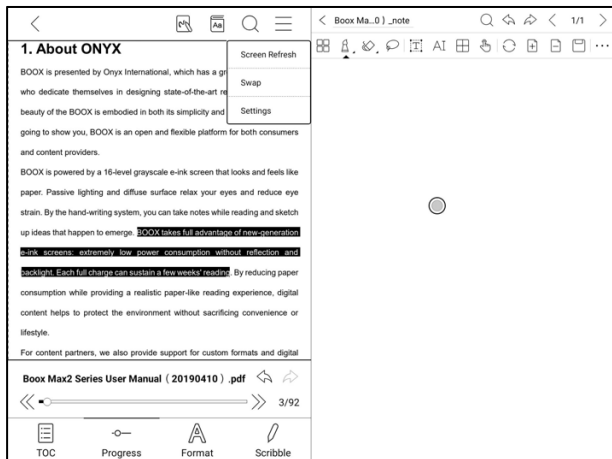 Aa
Boox Ma...0 ) _note
1/1
T
AI
1. About ONYX
Screen Refresh
Swap
Settings
BOOX is presented by Onyx International, which has a gr
who dedicate themselves in designing state-of-the-art re
beauty of the BOOX is embodied in both its simplicity and
going to show you, BOOX is an open and flexible platform for both consumers
and content providers.
BOOX is powered by a 16-level grayscale e-ink screen that looks and feels like
paper. Passive lighting and diffuse surface relax your eyes and reduce eye
strain. By the hand-writing system, you can take notes while reading and sketch
up ideas that happen to emerge. BOOX takes full advantage of new-generation
e-ink screens: extremely low power consumption without reflection and
backlight. Each full charge can sustain a few weeks' reading. By reducing paper
consumption while providing a realistic paper-like reading experience, digital
content helps to protect the environment without sacrificing convenience or
lifestyle.
For content partners, we also provide support for custom formats and digital
Boox Max2 Series User Manual ( 20190410 ) .pdf
3/92
TOC
Progress
Format
Scribble